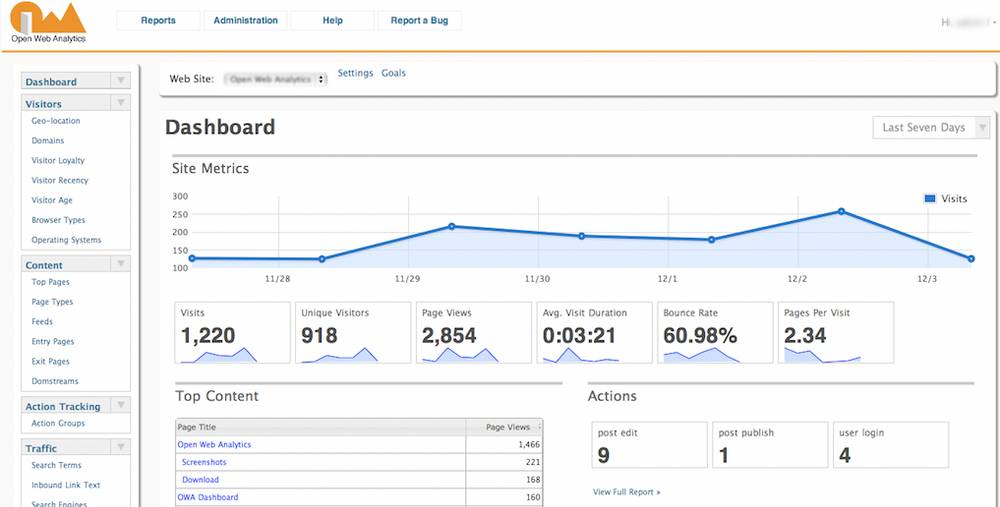 Open Web Analytics
Reports Administration Help Report a Bug
Hi,
Web Site: Open Web Analytics Settings Goals
Dashboard
Visitors
Geo-location
Domains
Visitor Loyalty
Visitor Recency
Visitor Age
Browser Types
Operating Systems
Content
Top Pages
Page Types
Feeds
Entry Pages
Exit Pages
Domstreams
Action Tracking
Action Groups
Traffic
Search Terms
Inbound Link Text
Search Engines
Dashboard
Last Seven Days
Site Metrics
Visits
300
250
200
150
100
11/28 11/29 11/30 12/1 12/2 12/3
Visits Unique Visitors Page Views Avg. Visit Duration Bounce Rate Pages Per Visit
1,220 918 2,854 0:03:21 60.98% 2.34
Top Content
Page Title Page Views
Open Web Analytics 1,466
Screenshots 221
Download 168
OWA Dashboard 160
Actions
post edit post publish user login
9 1 4
View Full Report »